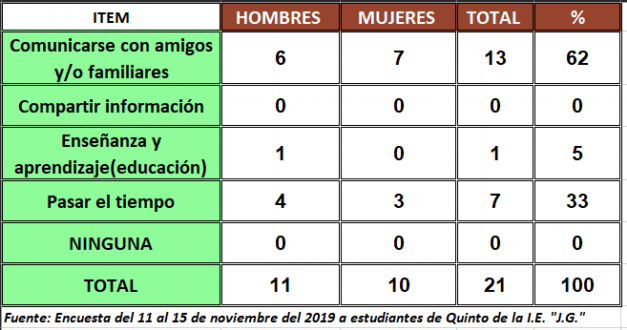 ITEM HOMBRES MUJERES TOTAL %
Comunicarse con amigos
y/o familiares 6 7 13 62
Compartir información 0 0 0 0
Enseñanza y
aprendizaje(educación) 1 0 1 5
Pasar el tiempo 4 3 7 33
NINGUNA 0 0 0 0
TOTAL 11 10 21 100
Fuente: Encuesta del 11 al 15 de noviembre del 2019 a estudiantes de Quinto de la I.E. "J.G."